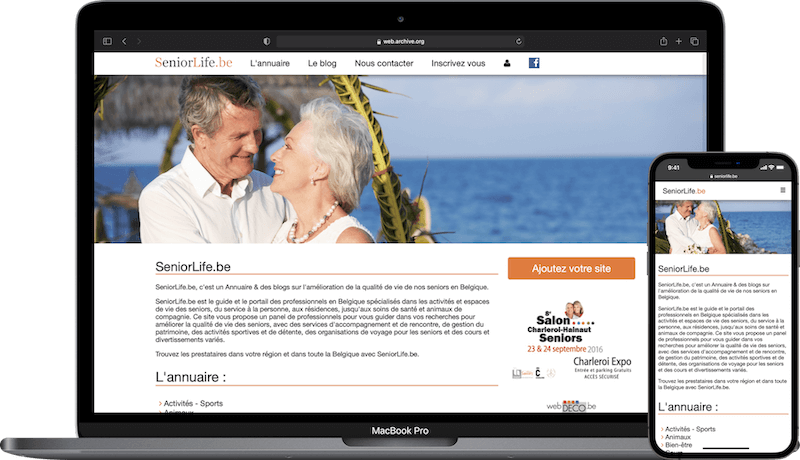 web.archive.org
SeniorLife.be
L'annuaire
Le blog
Nous contacter
Inscrivez vous
f
SeniorLife.be
SeniorLife.be, c'est un Annuaire & des blogs sur l'amélioration de la qualité de vie de nos seniors en Belgique.
SeniorLife.be est le guide et le portail des professionnels en Belgique spécialisés dans les activités et espaces
de vies des seniors, du service à la personne, aux résidences, jusqu'aux soins de santé et animaux de
compagnie. Ce site vous propose un panel de professionnels pour vous guider dans vos recherches pour
améliorer la qualité de vie des seniors, avec des services d'accompagnement et de rencontre, de gestion du
patrimoine, des activités sportives et de détente, des organisations de voyage pour les seniors et des cours et
divertissements variés.
Trouvez les prestataires dans votre région et dans toute la Belgique avec SeniorLife.be.
L'annuaire :
Activités - Sports
Animaux
Ajoutez votre site
8e
Salon
Charleroi-Hainaut
Seniors
23 & 24 septembre 2016
Charleroi Expo
Entrée et parking Gratuits
ACCÈS SÉCURISÉ
web DECO.be
MacBook Pro
9:41
seniorlife.be
SeniorLife.be
SeniorLife.be
SeniorLife.be, c'est un Annuaire & des blogs sur
l'amélioration de la qualité de vie de nos seniors en
Belgique.
SeniorLife.be est le guide et le portail des
professionnels en Belgique spécialisés dans les
activités et espaces de vies des seniors, du service à la
personne, aux résidences, jusqu'aux soins de santé et
animaux de compagnie. Ce site vous propose un panel
de professionnels pour vous guider dans vos
recherches pour améliorer la qualité de vie des seniors,
avec des services d'accompagnement et de rencontre,
de gestion du patrimoine, des activités sportives et de
détente, des organisations de voyage pour les seniors
et des cours et divertissements variés.
Trouvez les prestataires dans votre région et dans toute
la Belgique avec SeniorLife.be.
L'annuaire :
Activités - Sports
Animaux
Bien-être